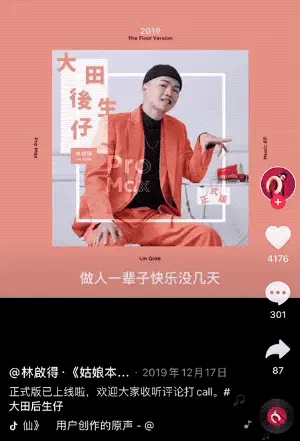 2019
The Final Version
大田
後生
仔
林啟得
Lin Qide
Pro Max
Music EP
Pro
Max
正式版
Lin Qide
做人一辈子快乐没几天
4176
301
87
@林啟得·《姑娘本... · 2019年12月17日
正式版已上线啦,欢迎大家收听评论打call。#
大田后生仔
仙》 用户创作的原声 - @